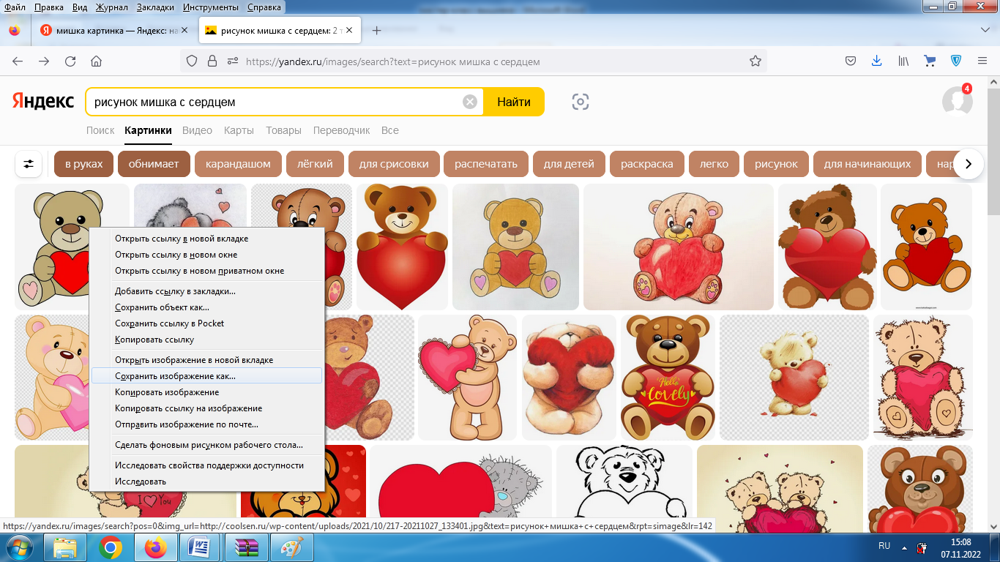 Файл Правка Вид Журнал Закладки Инструменты Справка
мишка картинка — Яндекс: на
рисунок мишка с сердцем: 2 т
https://yandex.ru/images/search?text=рисунок мишка с сердцем
Яндекс
рисунок мишка с сердцем
Найти
4
Поиск Картинки Видео Карты Товары Переводчик Все
в руках обнимает карандашом лёгкий для срисовки распечатать для детей раскраска легко рисунок для начинающих нар
Открыть ссылку в новой вкладке
Открыть ссылку в новом окне
Открыть ссылку в новом приватном окне
Добавить ссылку в закладки...
Сохранить объект как...
Сохранить ссылку в Pocket
Копировать ссылку
Открыть изображение в новой вкладке
Сохранить изображение как...
Копировать изображение
Копировать ссылку на изображение
Отправить изображение по почте...
Сделать фоновым рисунком рабочего стола...
Исследовать свойства поддержки доступности
Исследовать
Hello
Lovely
I You
https://yandex.ru/images/search?pos=0&img_url=http://coolsen.ru/wp-content/uploads/2021/10/217-20211027_133401.jpg&text=рисунок+мишка+с+сердцем&rpt=simage&lr=142
RU
15:08
07.11.2022